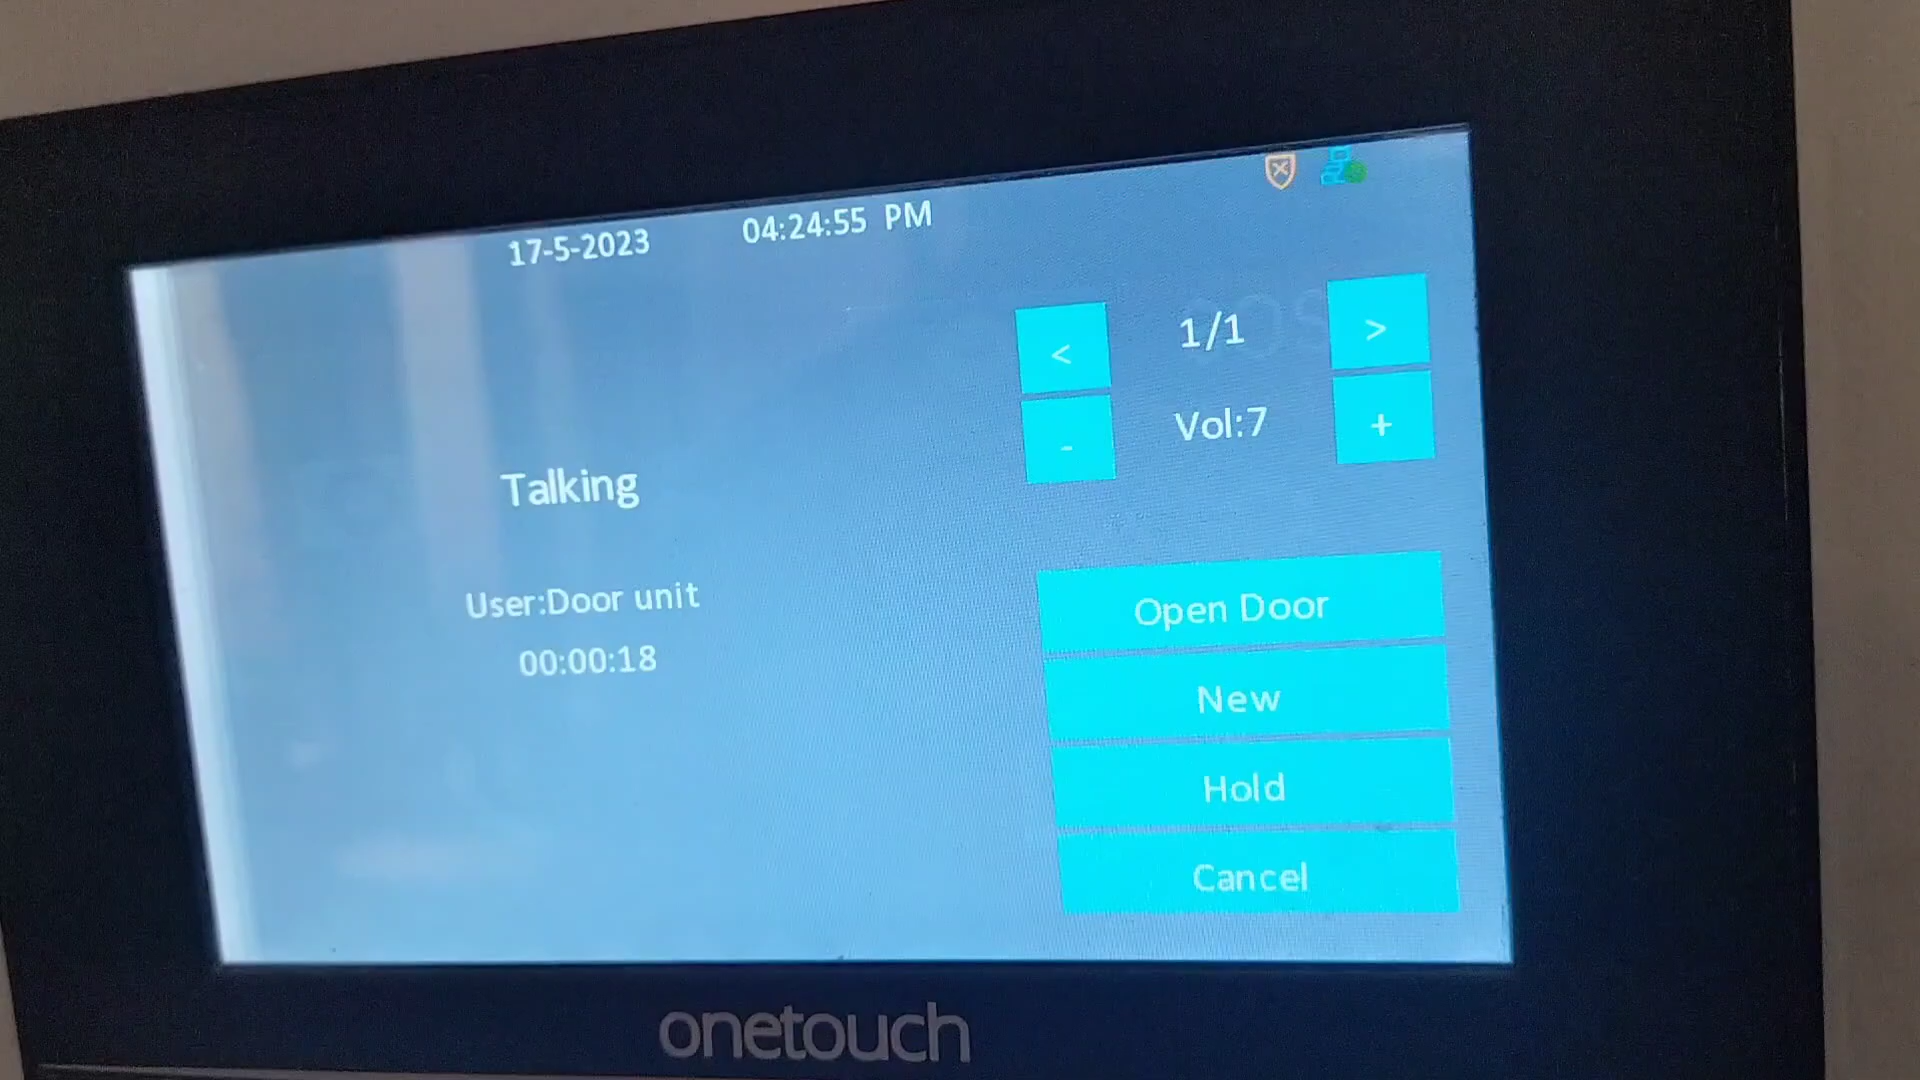 17-5-2023 04:24:55 PM
< 1/1 >
- Vol:7 +
Talking
User:Door unit
00:00:18
Open Door
New
Hold
Cancel
onetouch